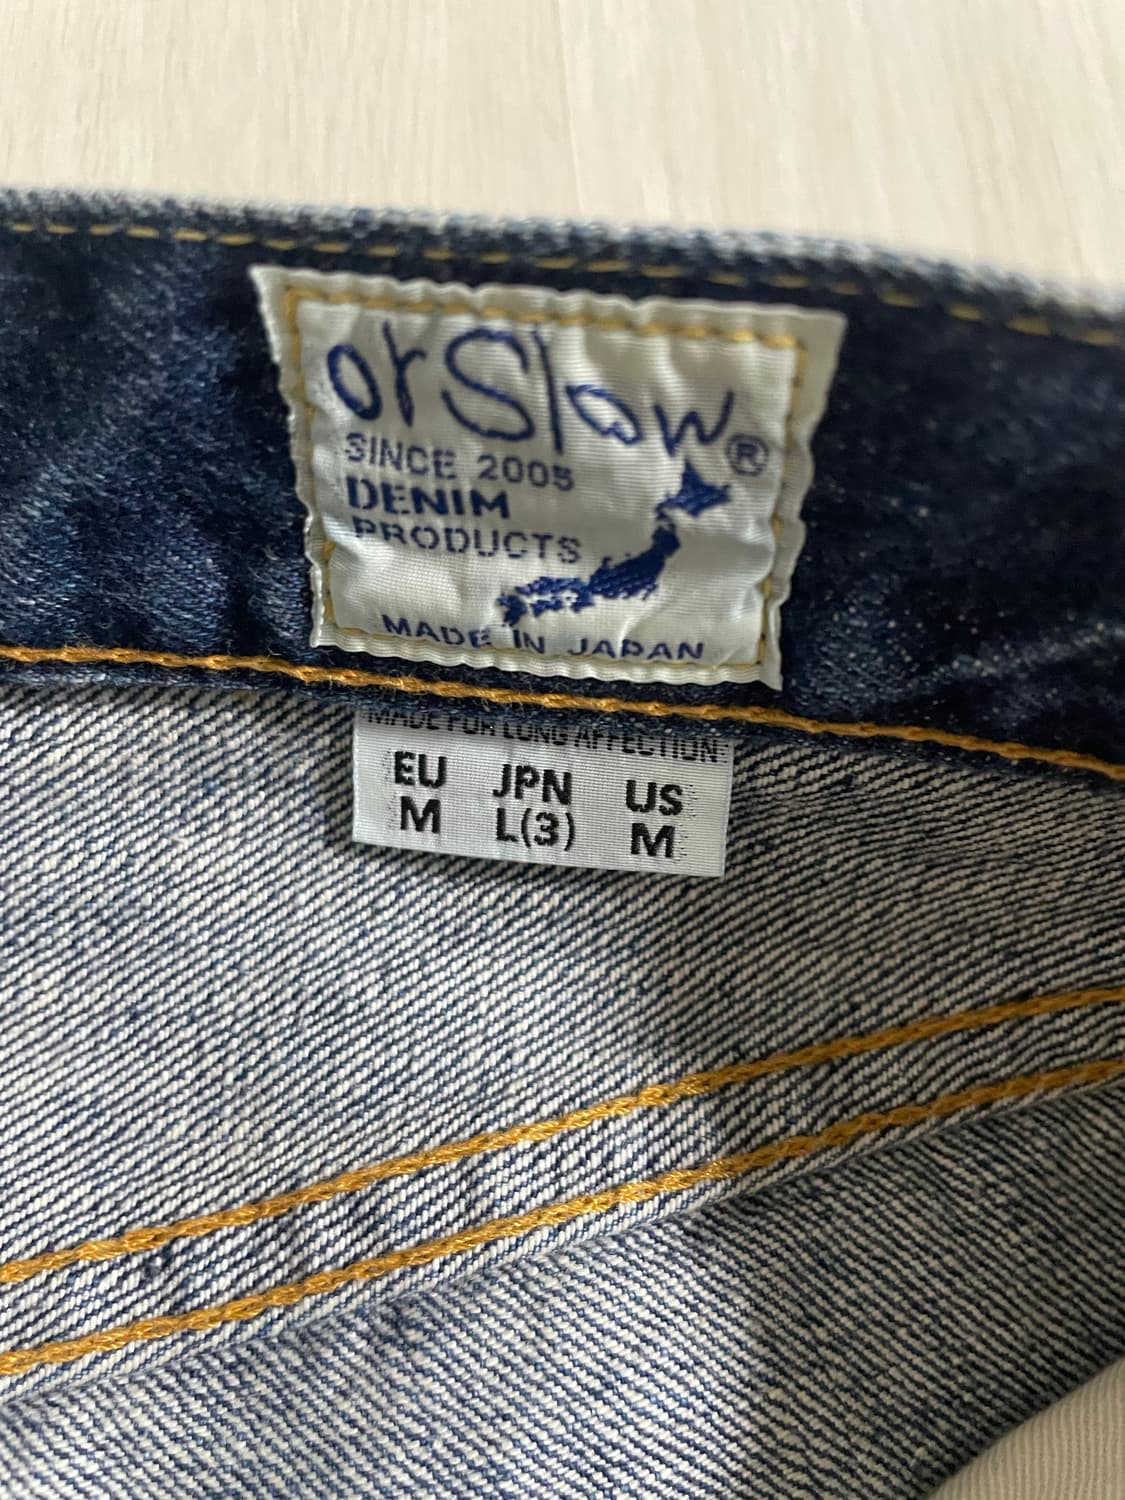 orSlow®
SINCE 2005
DENIM
PRODUCTS
MADE IN JAPAN
MADE FOR LONG AFFECTION
EU JPN US
M L(3) M